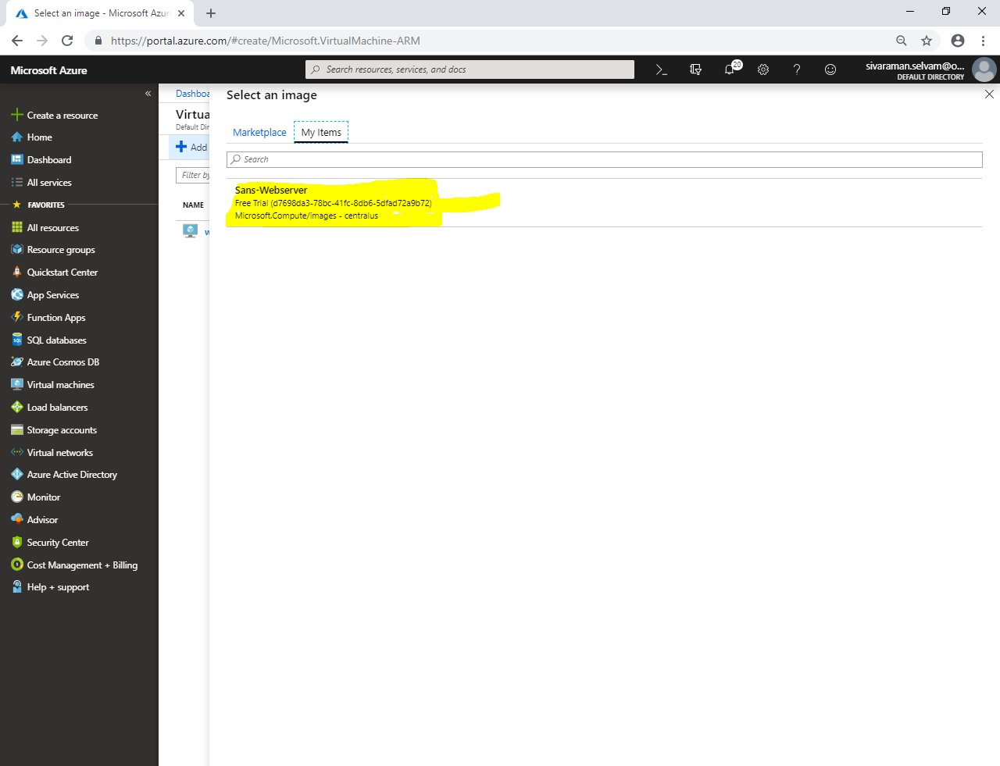 Select an image - Microsoft Azur
https://portal.azure.com/#create/Microsoft.VirtualMachine-ARM
Microsoft Azure
Search resources, services, and docs
20
sivaraman.selvam@o...
DEFAULT DIRECTORY
Create a resource
Home
Dashboard
All services
FAVORITES
All resources
Resource groups
Quickstart Center
App Services
Function Apps
SQL databases
Azure Cosmos DB
Virtual machines
Load balancers
Storage accounts
Virtual networks
Azure Active Directory
Monitor
Advisor
Security Center
Cost Management + Billing
Help + support
Dashboa
Virtua
Default Dir
Add
Filter by
NAME
w
Select an image
Marketplace My Items
Search
Sans-Webserver
Free Trial (d7698da3-78bc-41fc-8db6-5dfad72a9b72)
Microsoft.Compute/images - centralus